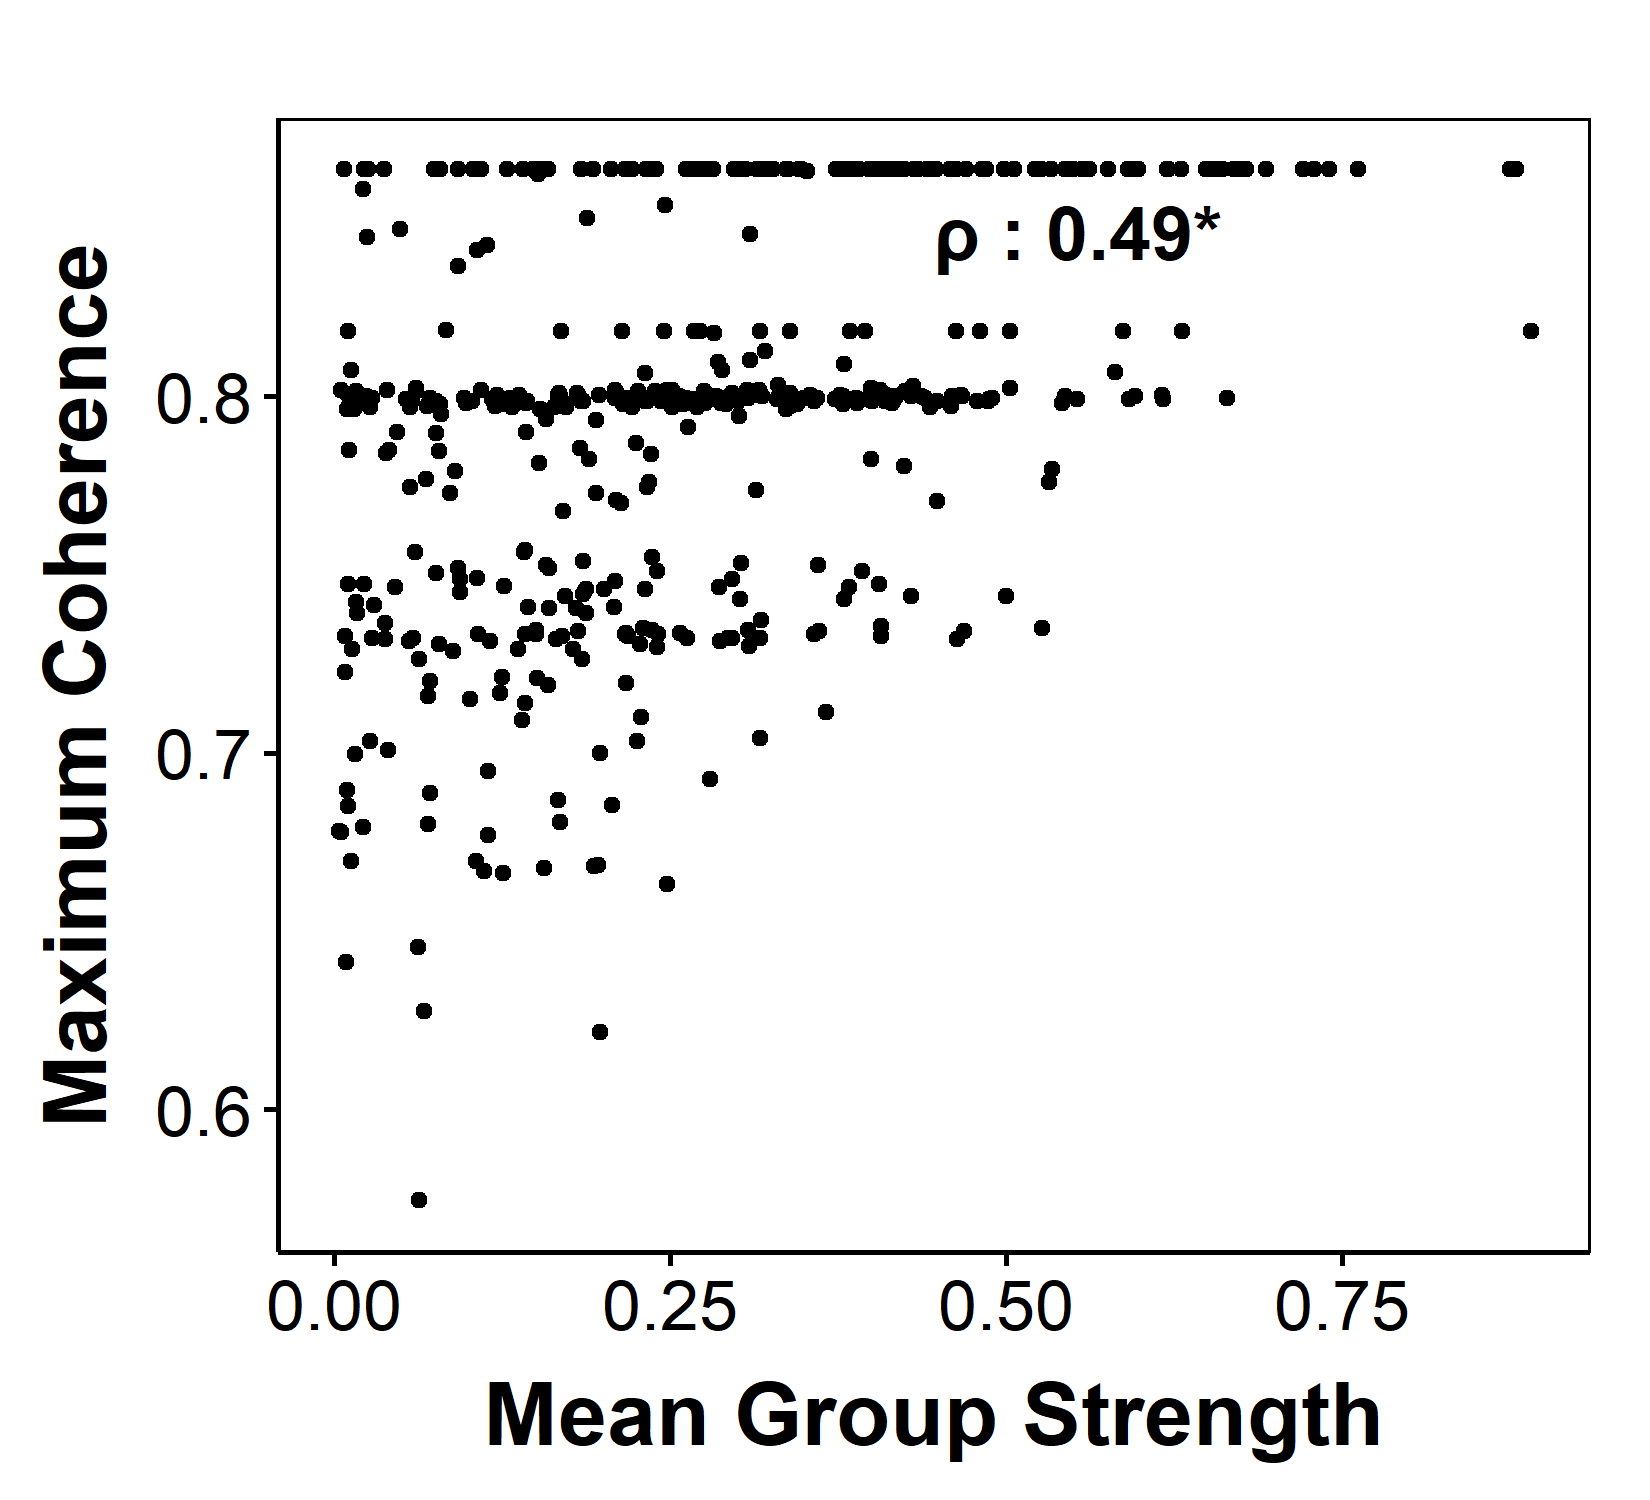 ρ : 0.49*
Maximum Coherence
0.8
0.7
0.6
0.00 0.25 0.50 0.75
Mean Group Strength